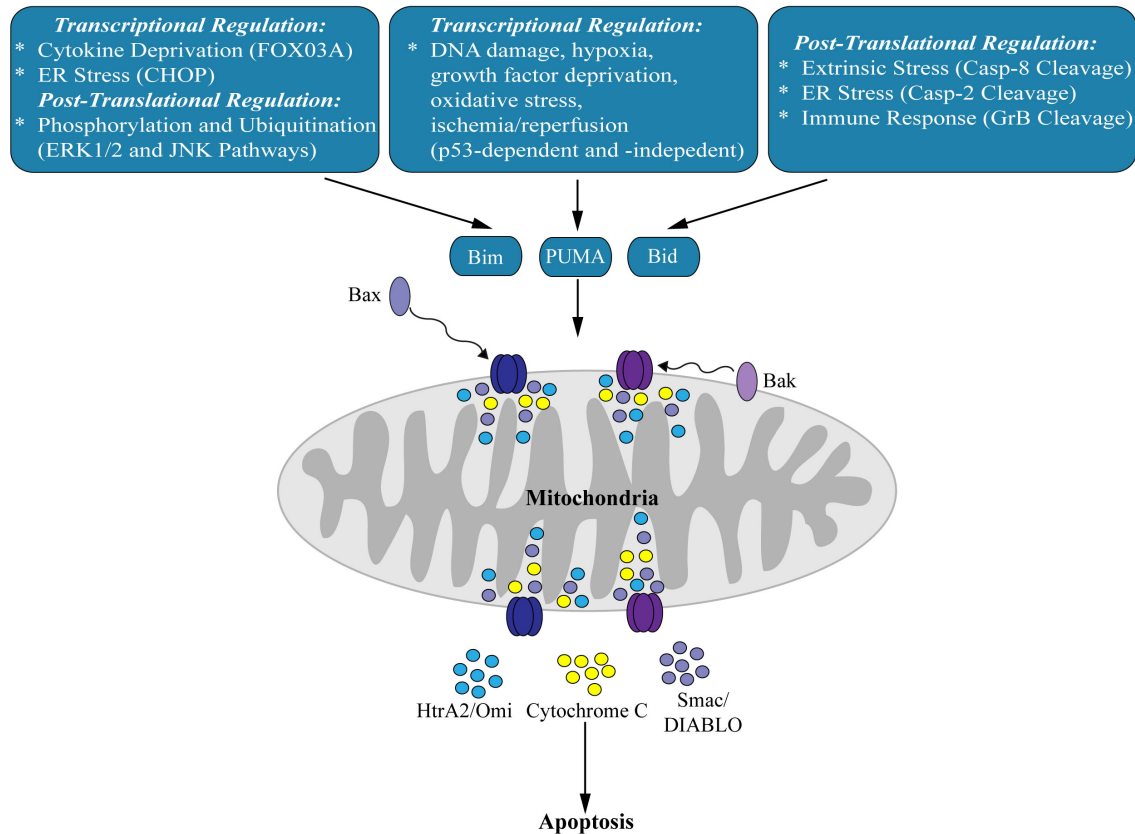 Transcriptional Regulation:
* Cytokine Deprivation (FOX03A)
* ER Stress (CHOP)
Post-Translational Regulation:
* Phosphorylation and Ubiquitination
(ERK1/2 and JNK Pathways)
Transcriptional Regulation:
* DNA damage, hypoxia,
growth factor deprivation,
oxidative stress,
ischemia/reperfusion
(p53-dependent and -indepedent)
Post-Translational Regulation:
* Extrinsic Stress (Casp-8 Cleavage)
* ER Stress (Casp-2 Cleavage)
* Immune Response (GrB Cleavage)
Bim
PUMA
Bid
Bax
Bak
Mitochondria
HtrA2/Omi
Cytochrome C
Smac/
DIABLO
Apoptosis